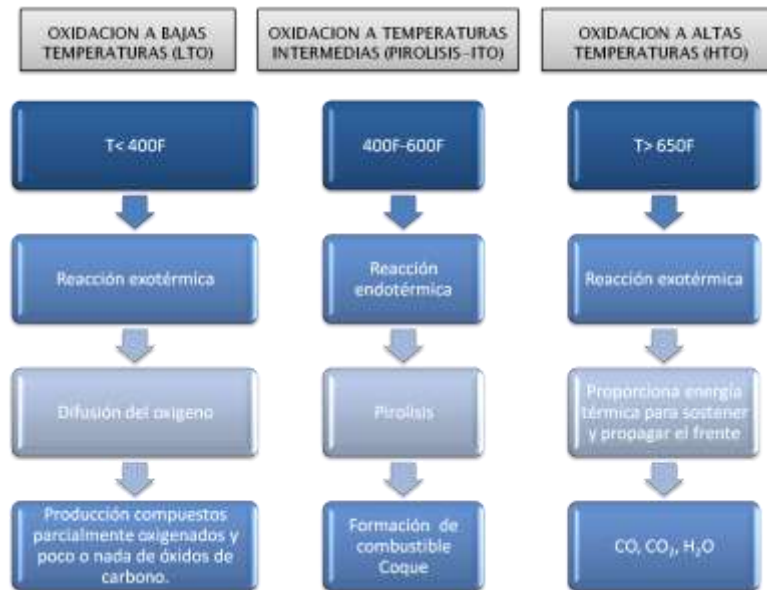 OXIDACION A BAJAS
TEMPERATURAS (LTO)
T< 400F
Reacción exotérmica
Difusión del oxigeno
Producción compuestos
parcialmente oxigenados y
poco o nada de óxidos de
carbono.
OXIDACION A TEMPERATURAS
INTERMEDIAS (PIROLISIS-ITO)
400F-600F
Reacción
endotérmica
Pirolisis
Formación de
combustible
Coque
OXIDACION A ALTAS
TEMPERATURAS (HTO)
T> 650F
Reacción exotérmica
Proporciona energía
térmica para sostener
y propagar el frente
CO, CO₂, H₂O